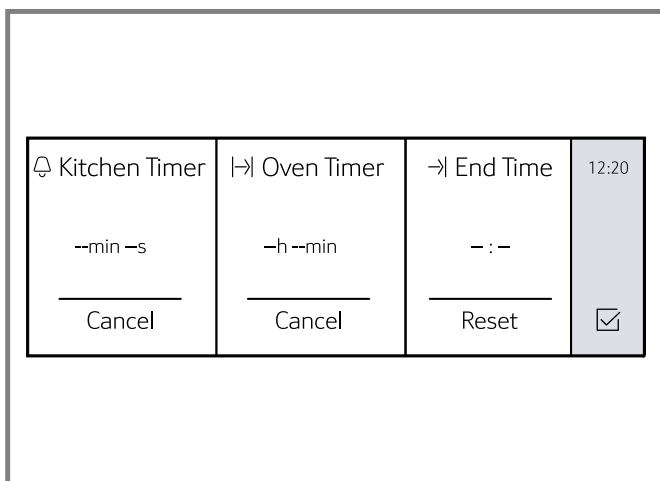 Kitchen Timer
--min –s
Cancel
|→| Oven Timer
–h --min
Cancel
→| End Time
– : –
Reset
12:20